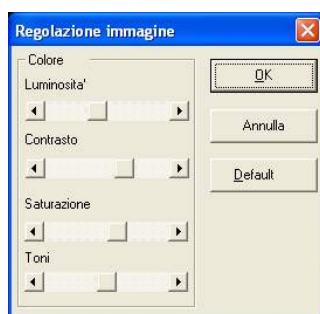 Regolazione immagine
Colore
Luminosita'
Contrasto
Saturazione
Toni
OK
Annulla
Default